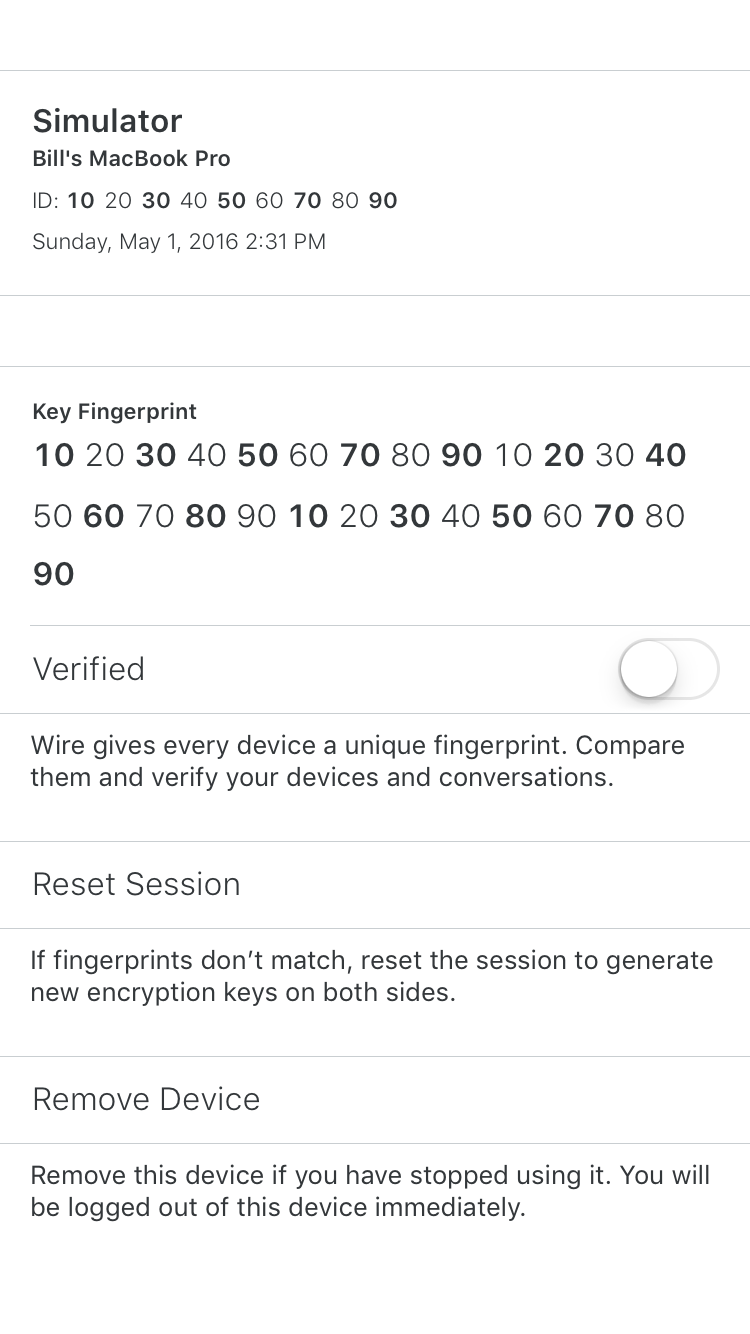 Simulator
Bill's MacBook Pro
ID: 10 20 30 40 50 60 70 80 90
Sunday, May 1, 2016 2:31 PM
Key Fingerprint
10 20 30 40 50 60 70 80 90 10 20 30 40
50 60 70 80 90 10 20 30 40 50 60 70 80
90
Verified
Wire gives every device a unique fingerprint. Compare
them and verify your devices and conversations.
Reset Session
If fingerprints don’t match, reset the session to generate
new encryption keys on both sides.
Remove Device
Remove this device if you have stopped using it. You will
be logged out of this device immediately.